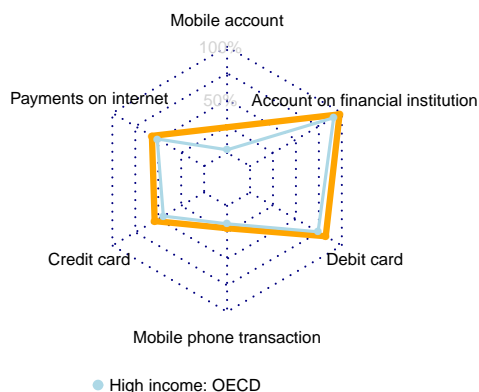 Mobile account
100%
Payments on internet
50%
Account on financial institution
Credit card
Debit card
Mobile phone transaction
High income: OECD